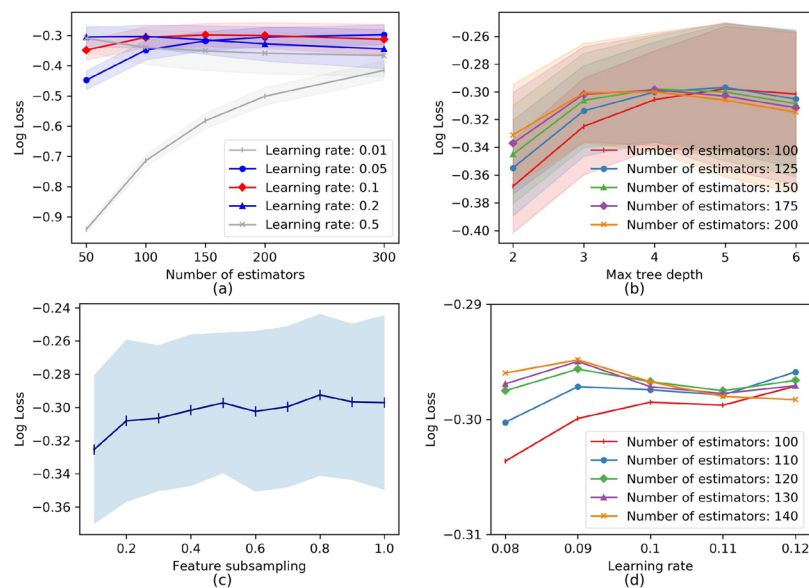 −0.3
−0.4
−0.5
−0.6
−0.7
−0.8
−0.9
Log Loss
Learning rate: 0.01
Learning rate: 0.05
Learning rate: 0.1
Learning rate: 0.2
Learning rate: 0.5
50 100 150 200 300
Number of estimators
(a)
−0.26
−0.28
−0.30
−0.32
−0.34
−0.36
−0.38
−0.40
Log Loss
Number of estimators: 100
Number of estimators: 125
Number of estimators: 150
Number of estimators: 175
Number of estimators: 200
2 3 4 5 6
Max tree depth
(b)
−0.24
−0.26
−0.28
−0.30
−0.32
−0.34
−0.36
Log Loss
0.2 0.4 0.6 0.8 1.0
Feature subsampling
(c)
−0.29
−0.30
−0.31
Log Loss
Number of estimators: 100
Number of estimators: 110
Number of estimators: 120
Number of estimators: 130
Number of estimators: 140
0.08 0.09 0.1 0.11 0.12
Learning rate
(d)